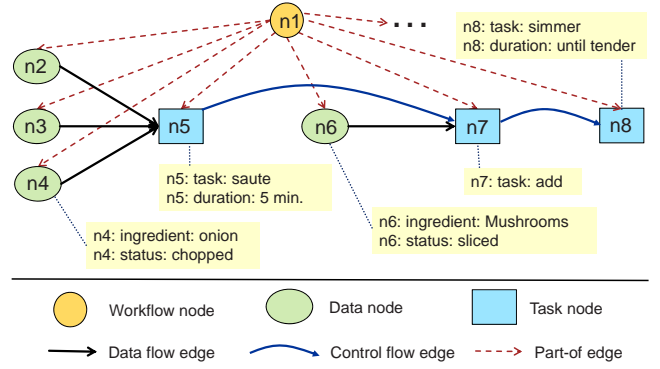 n1
...
n8: task: simmer
n8: duration: until tender
n2
n3
n5
n6
n7
n8
n4
n5: task: saute
n5: duration: 5 min.
n7: task: add
n6: ingredient: Mushrooms
n6: status: sliced
n4: ingredient: onion
n4: status: chopped
Workflow node
Data node
Task node
Data flow edge
Control flow edge
Part-of edge